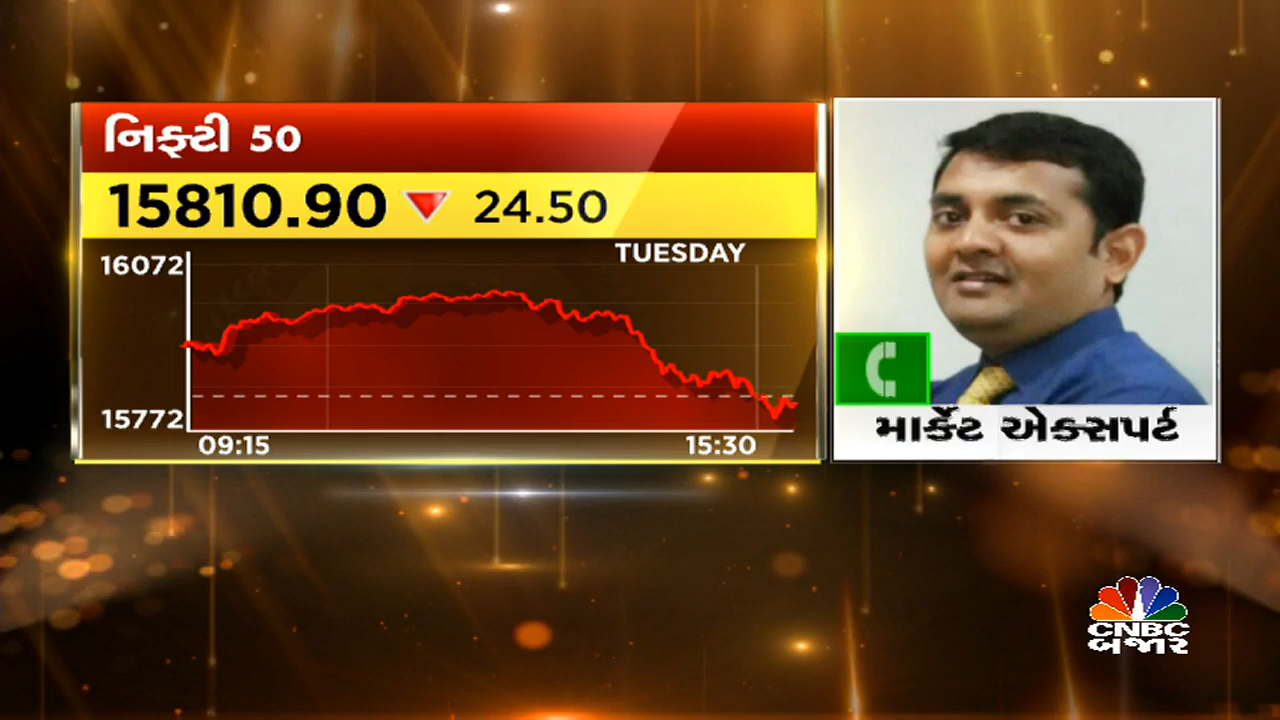 નિફ્ટી 50
15810.90 24.50
TUESDAY
16072
15772
09:15 15:30
માર્કેટ એક્સપર્ટ
CNBC
બજાર